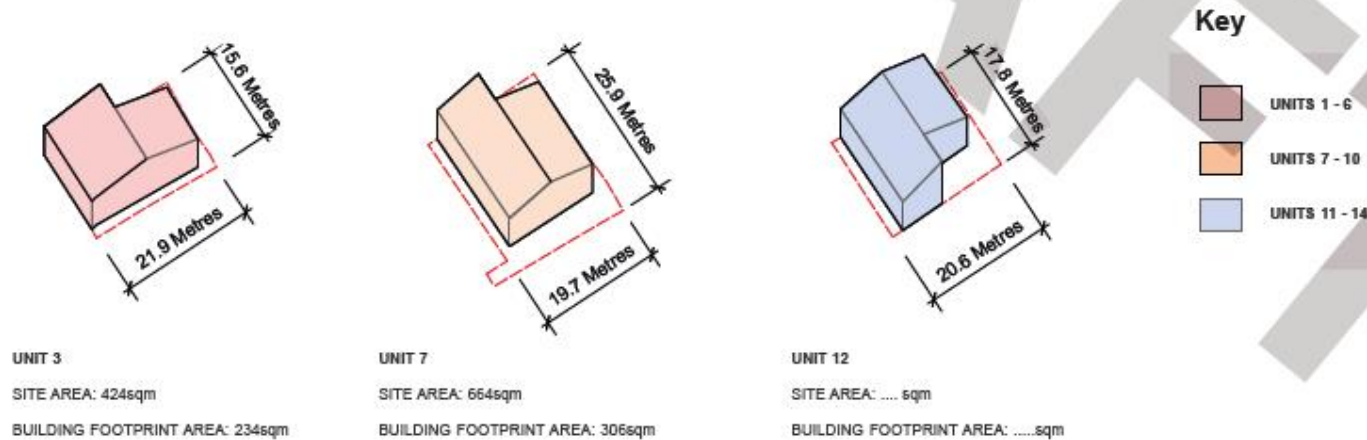 Key
15.6 Metres
25.9 Metres
17.8 Metres
UNITS 1 - 6
UNITS 7 - 10
UNITS 11 - 14
21.9 Metres
19.7 Metres
20.6 Metres
UNIT 3
SITE AREA: 424sqm
BUILDING FOOTPRINT AREA: 234sqm
UNIT 7
SITE AREA: 664sqm
BUILDING FOOTPRINT AREA: 306sqm
UNIT 12
SITE AREA: .... sqm
BUILDING FOOTPRINT AREA: .....sqm